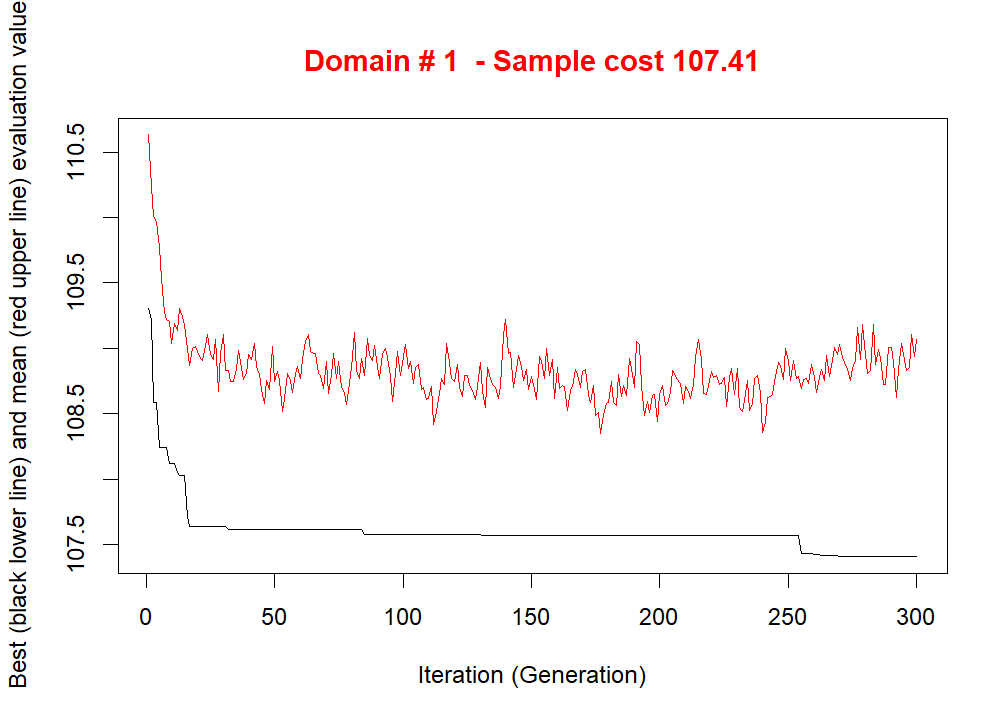 Domain # 1  - Sample cost 107.41
Best (black lower line) and mean (red upper line) evaluation value
110.5
109.5
108.5
107.5
0 50 100 150 200 250 300
Iteration (Generation)